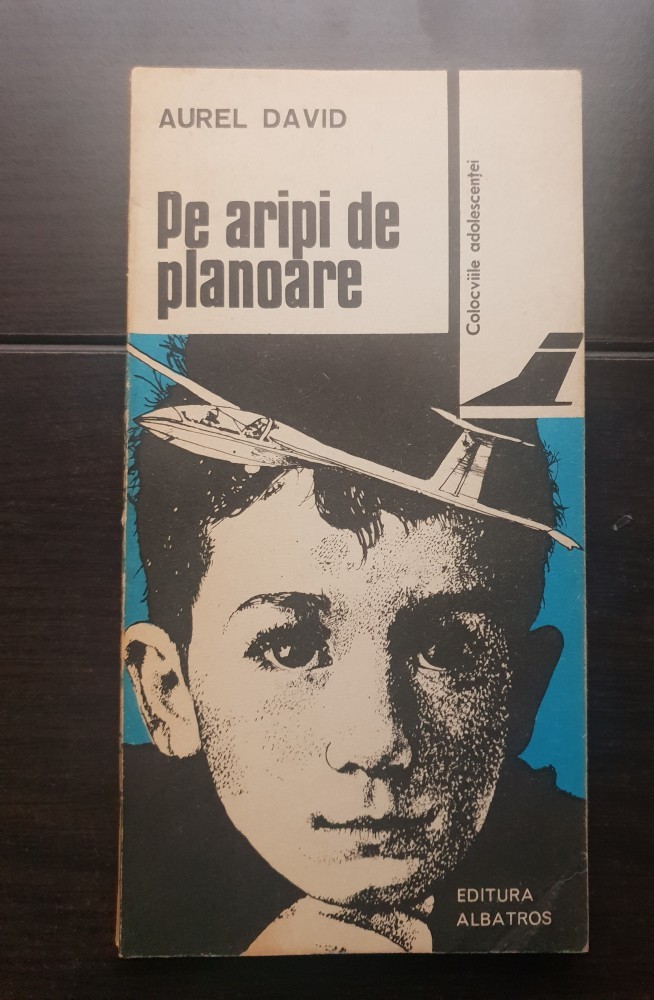 AUREL DAVID
Pe aripi de
planoare
Colocviile adolescenței
EDITURA
ALBATROS